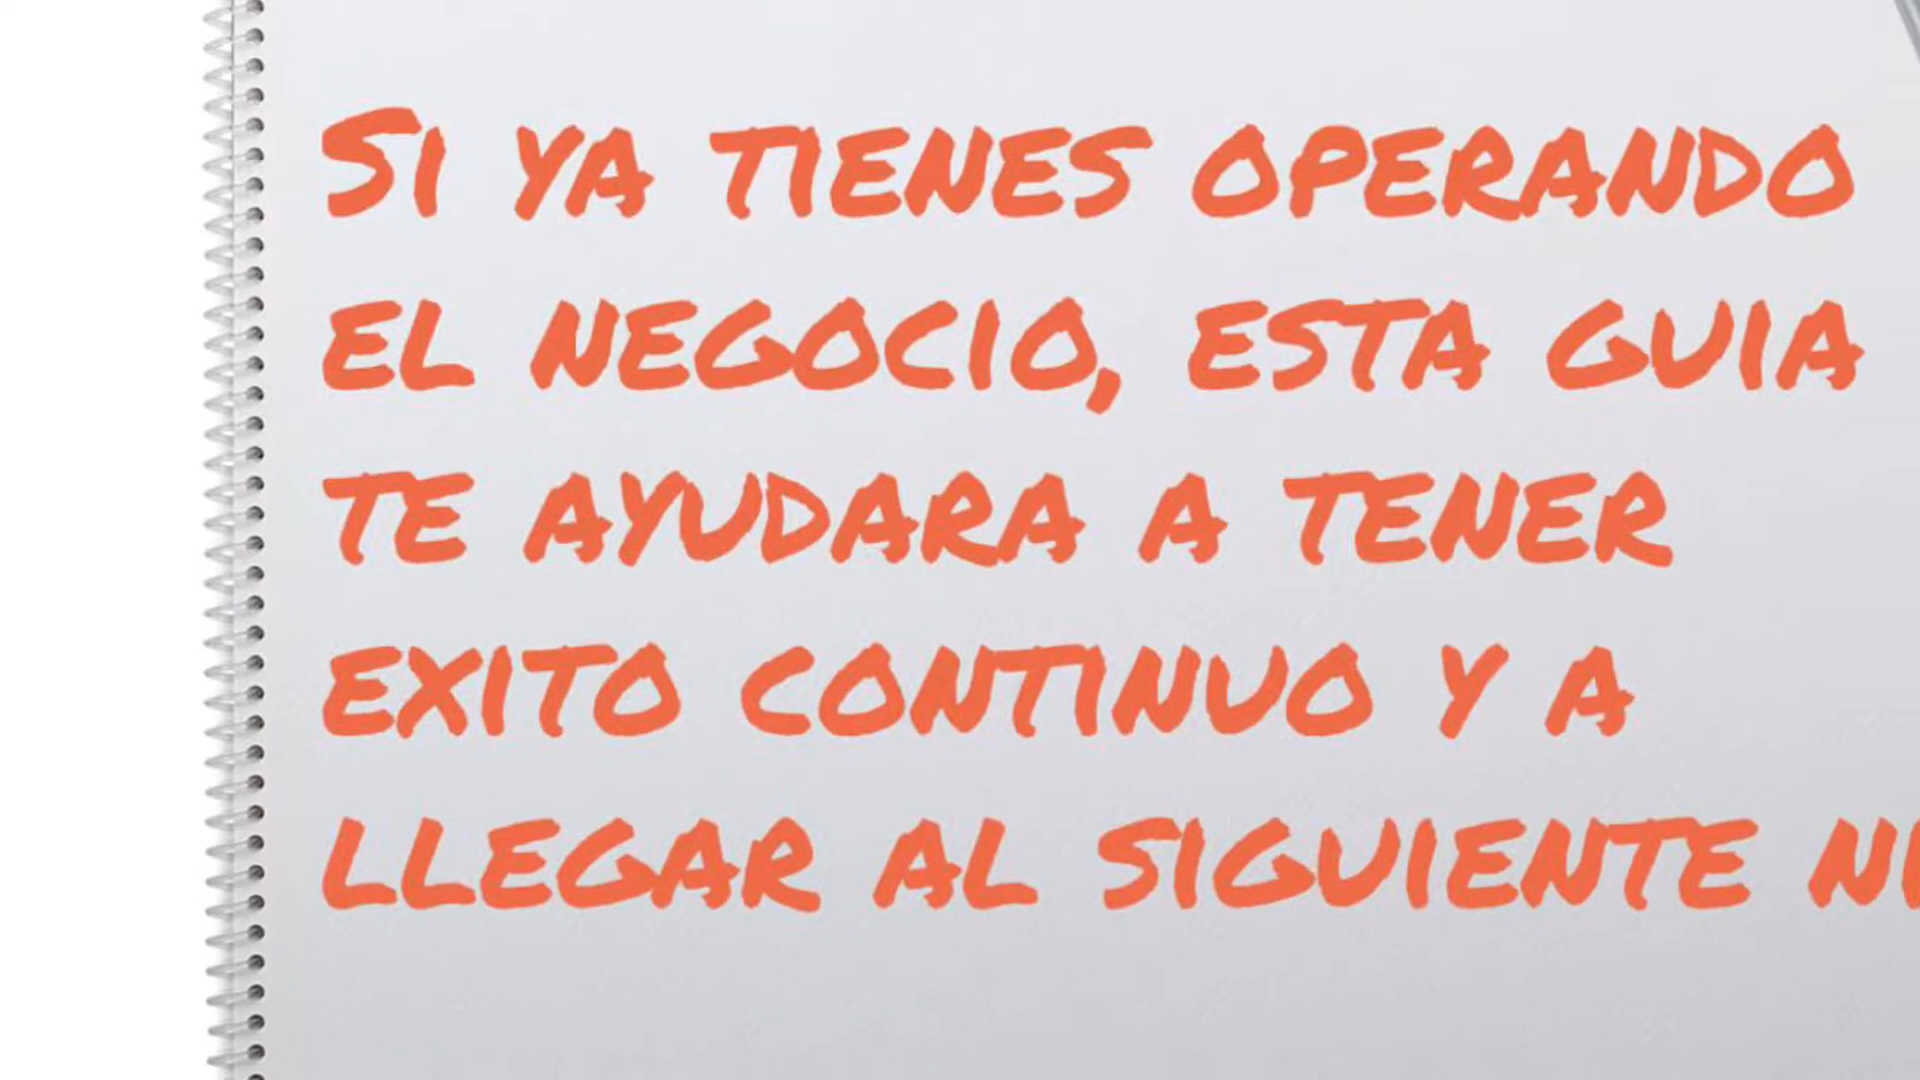 Si ya tienes operando
el negocio, esta guia
te ayudara a tener
exito continuo y a
llegar al siguiente